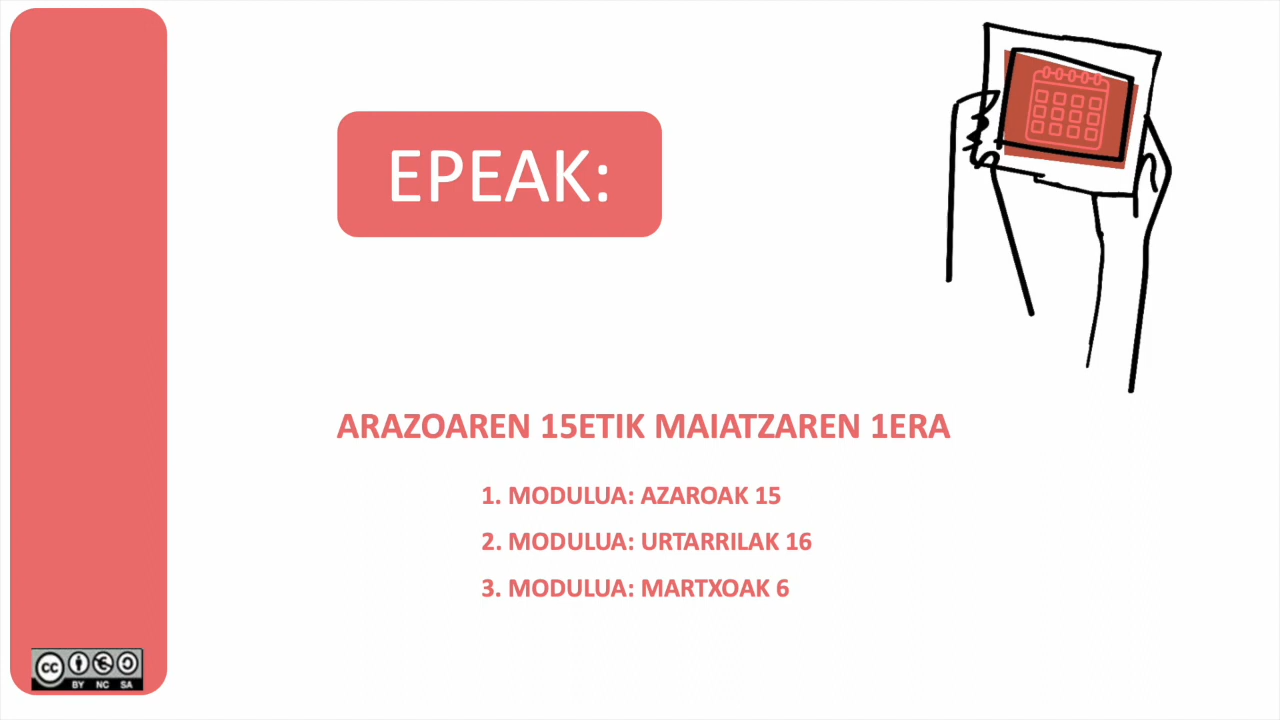 EPEAK:
ARAZOAREN 15ETIK MAIATZAREN 1ERA
1. MODULUA: AZAROAK 15
2. MODULUA: URTARRILAK 16
3. MODULUA: MARTXOAK 6
cc
BY NC SA